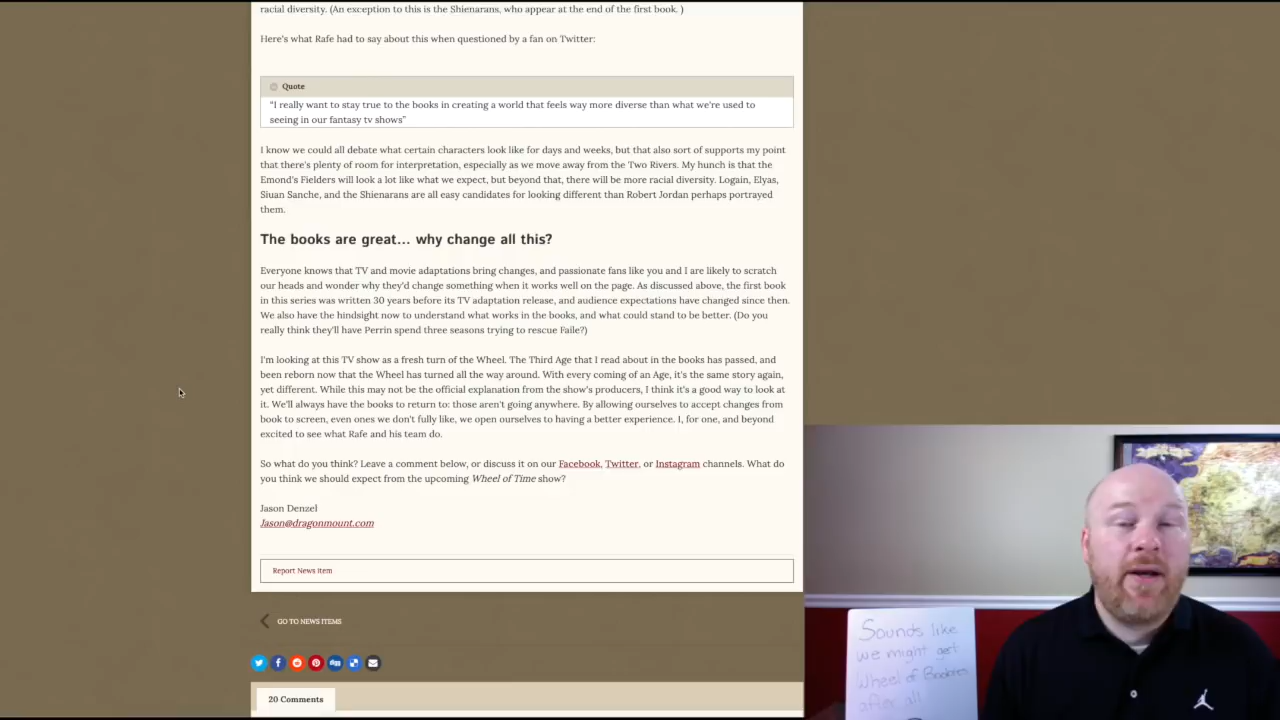 racial diversity. (An exception to this is the Shienarans, who appear at the end of the first book. )
Here's what Rafe had to say about this when questioned by a fan on Twitter:
Quote
“I really want to stay true to the books in creating a world that feels way more diverse than what we're used to
seeing in our fantasy tv shows”
I know we could all debate what certain characters look like for days and weeks, but that also sort of supports my point
that there's plenty of room for interpretation, especially as we move away from the Two Rivers. My hunch is that the
Emond's Fielders will look a lot like what we expect, but beyond that, there will be more racial diversity. Logain, Elyas,
Siuan Sanche, and the Shienarans are all easy candidates for looking different than Robert Jordan perhaps portrayed
them.
The books are great... why change all this?
Everyone knows that TV and movie adaptations bring changes, and passionate fans like you and I are likely to scratch
our heads and wonder why they'd change something when it works well on the page. As discussed above, the first book
in this series was written 30 years before its TV adaptation release, and audience expectations have changed since then.
We also have the hindsight now to understand what works in the books, and what could stand to be better. (Do you
really think they'll have Perrin spend three seasons trying to rescue Faile?)
I'm looking at this TV show as a fresh turn of the Wheel. The Third Age that I read about in the books has passed, and
been reborn now that the Wheel has turned all the way around. With every coming of an Age, it's the same story again,
yet different. While this may not be the official explanation from the show's producers, I think it's a good way to look at
it. We'll always have the books to return to: those aren't going anywhere. By allowing ourselves to accept changes from
book to screen, even ones we don't fully like, we open ourselves to having a better experience. I, for one, and beyond
excited to see what Rafe and his team do.
So what do you think? Leave a comment below, or discuss it on our Facebook, Twitter, or Instagram channels. What do
you think we should expect from the upcoming Wheel of Time show?
Jason Denzel
Jason@dragonmount.com
Report News Item
GO TO NEWS ITEMS
20 Comments
Sounds like
we might get
Wheel of Boobies
after all